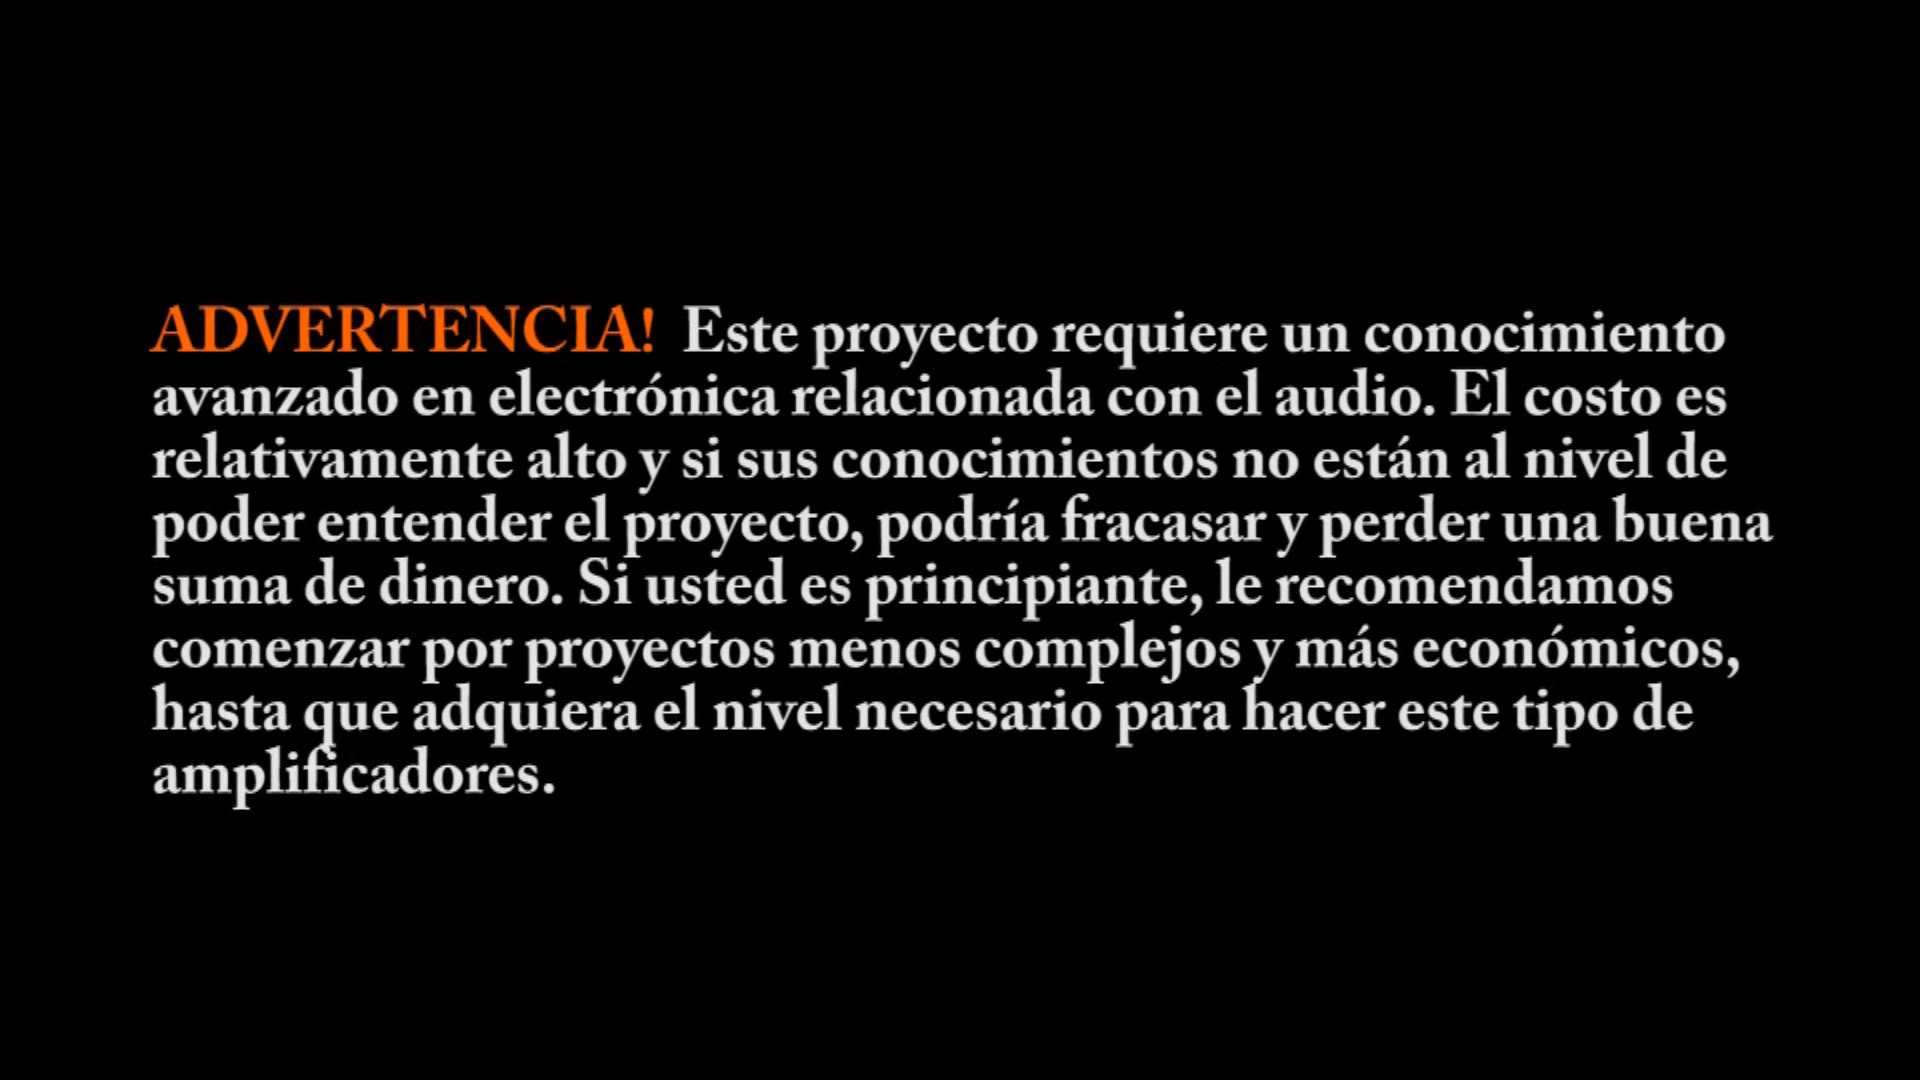 ADVERTENCIA! Este proyecto requiere un conocimiento
avanzado en electrónica relacionada con el audio. El costo es
relativamente alto y si sus conocimientos no están al nivel de
poder entender el proyecto, podría fracasar y perder una buena
suma de dinero. Si usted es principiante, le recomendamos
comenzar por proyectos menos complejos y más económicos,
hasta que adquiera el nivel necesario para hacer este tipo de
amplificadores.